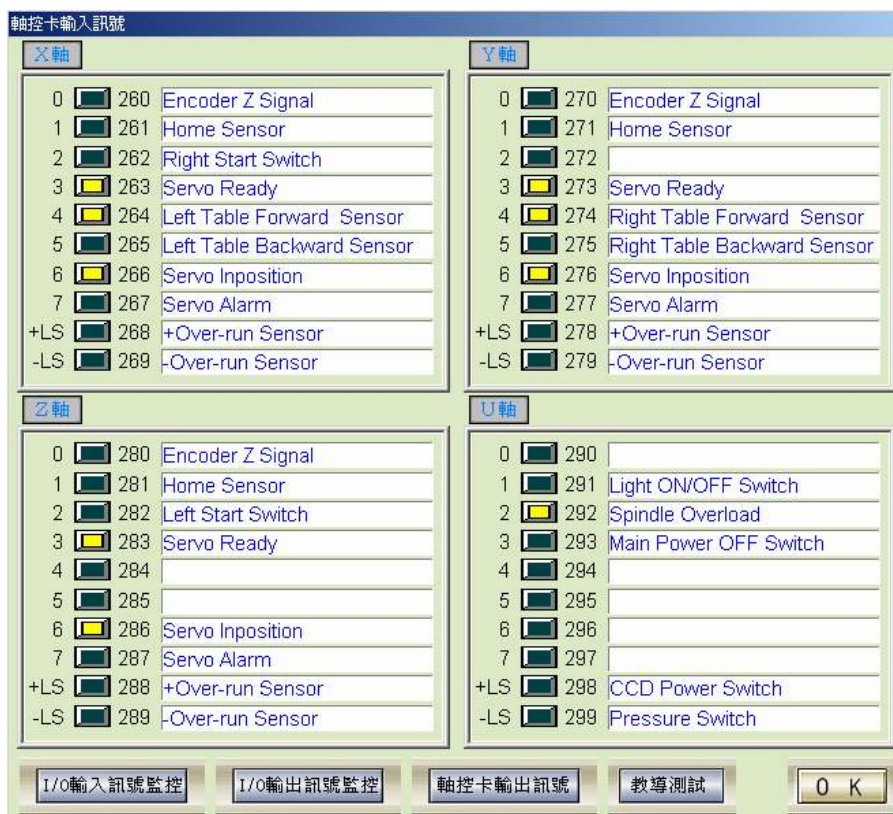 軸控卡輸入訊號
X軸
0 260 Encoder Z Signal
1 261 Home Sensor
2 262 Right Start Switch
3 263 Servo Ready
4 264 Left Table Forward Sensor
5 265 Left Table Backward Sensor
6 266 Servo Inposition
7 267 Servo Alarm
+LS 268 +Over-run Sensor
-LS 269 -Over-run Sensor
Y軸
0 270 Encoder Z Signal
1 271 Home Sensor
2 272
3 273 Servo Ready
4 274 Right Table Forward Sensor
5 275 Right Table Backward Sensor
6 276 Servo Inposition
7 277 Servo Alarm
+LS 278 +Over-run Sensor
-LS 279 -Over-run Sensor
Z軸
0 280 Encoder Z Signal
1 281 Home Sensor
2 282 Left Start Switch
3 283 Servo Ready
4 284
5 285
6 286 Servo Inposition
7 287 Servo Alarm
+LS 288 +Over-run Sensor
-LS 289 -Over-run Sensor
U軸
0 290
1 291 Light ON/OFF Switch
2 292 Spindle Overload
3 293 Main Power OFF Switch
4 294
5 295
6 296
7 297
+LS 298 CCD Power Switch
-LS 299 Pressure Switch
I/O輸入訊號監控 I/O輸出訊號監控 軸控卡輸出訊號 教導測試 O K